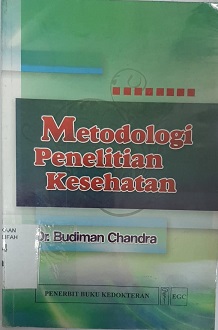 Metodologi
Penelitian
Kesehatan
Dr. Budiman Chandra
PENERBIT BUKU KEDOKTERAN EGC